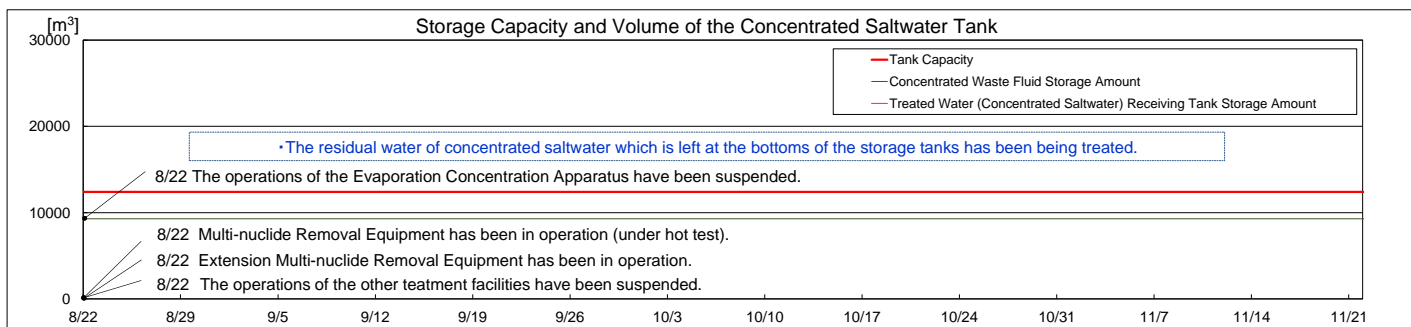 Storage Capacity and Volume of the Concentrated Saltwater Tank
[m³]
30000
Tank Capacity
Concentrated Waste Fluid Storage Amount
Treated Water (Concentrated Saltwater) Receiving Tank Storage Amount
20000
・The residual water of concentrated saltwater which is left at the bottoms of the storage tanks has been being treated.
8/22 The operations of the Evaporation Concentration Apparatus have been suspended.
10000
8/22 Multi-nuclide Removal Equipment has been in operation (under hot test).
8/22 Extension Multi-nuclide Removal Equipment has been in operation.
8/22 The operations of the other teatment facilities have been suspended.
0
8/22 8/29 9/5 9/12 9/19 9/26 10/3 10/10 10/17 10/24 10/31 11/7 11/14 11/21